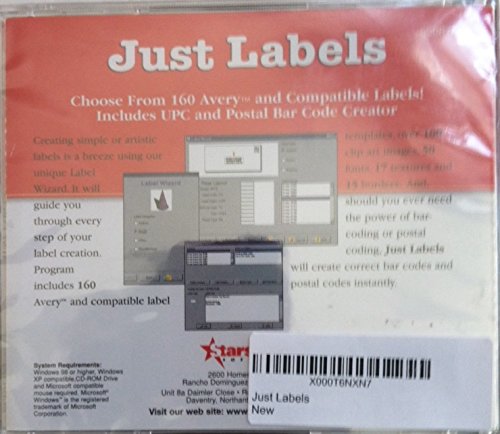 Just Labels
Choose From 160 Avery™ and Compatible Labels!
Includes UPC and Postal Bar Code Creator
Creating simple or artistic
labels is a breeze using our
unique Label
Wizard. It will
guide you
through every
step of your
label creation.
Program
includes 160
Avery™ and compatible label
templates, over 100
clip art images, 50
fonts, 17 textures and
14 borders. And,
should you ever need
the power of bar
coding or postal
coding, Just Labels
will create correct bar codes and
postal codes instantly.
Label Wizard
System Requirements:
Windows 98 or higher, Windows
XP compatible, CD-ROM Drive
and Microsoft compatible
mouse required. Microsoft®
Windows™ is the registered
trademark of Microsoft
Corporation.
Stars
2600 Homes
Rancho Dominguez
Unit 8a Daimler Close • R
Daventry, Northant
Visit our web site: www.
X000T6NXN7
Just Labels
New